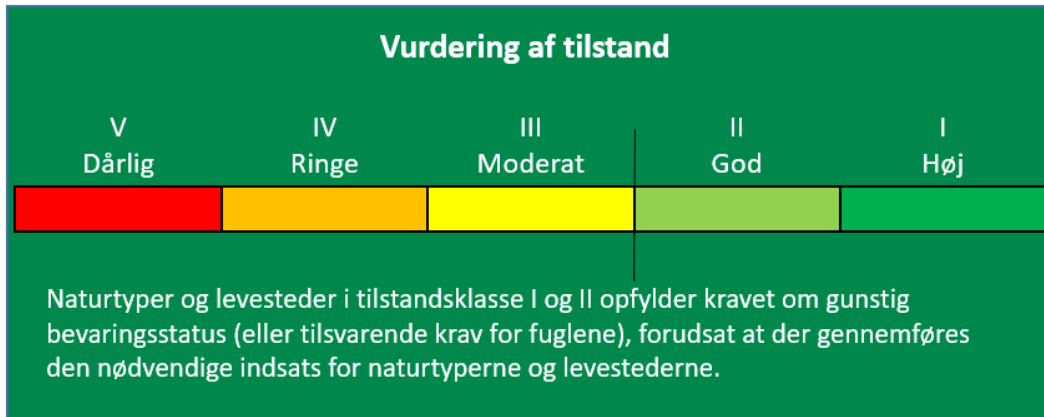 Vurdering af tilstand
V IV III II I
Dårlig Ringe Moderat God Høj
Naturtyper og levesteder i tilstandsklasse I og II opfylder kravet om gunstig
bevaringsstatus (eller tilsvarende krav for fuglene), forudsat at der gennemføres
den nødvendige indsats for naturtyperne og levestederne.